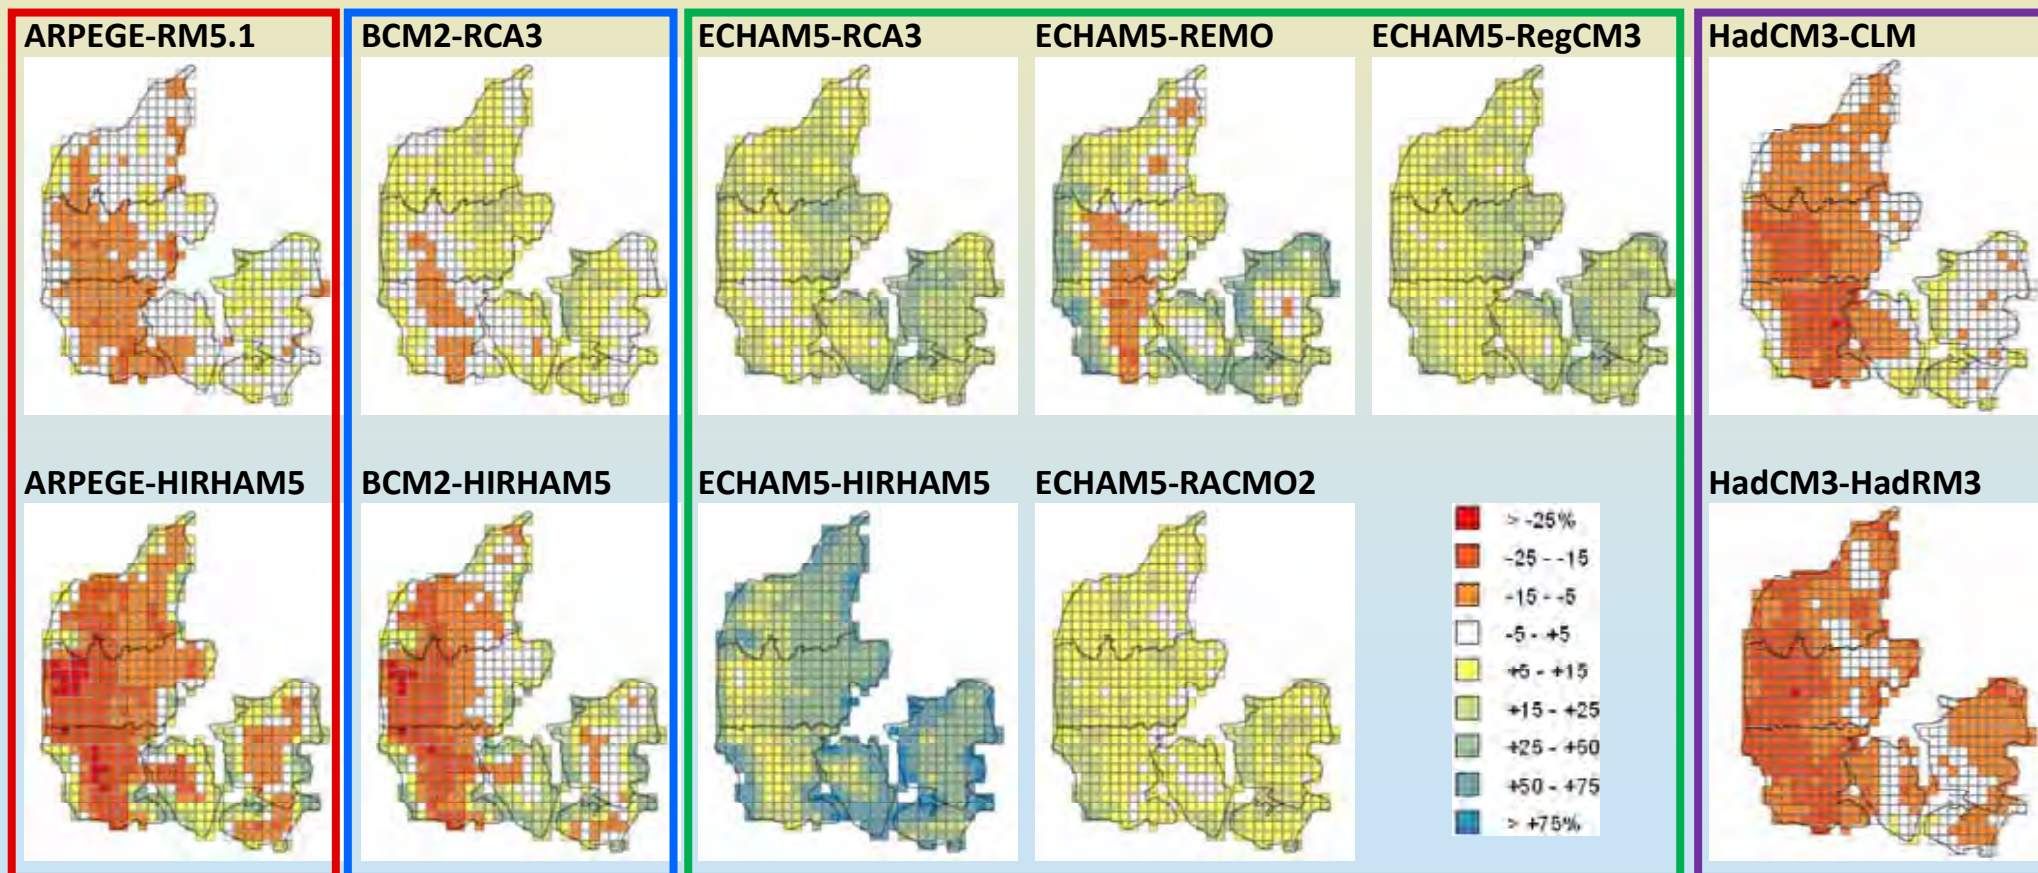 ARPEGE-RM5.1
BCM2-RCA3
ECHAM5-RCA3
ECHAM5-REMO
ECHAM5-RegCM3
HadCM3-CLM
ARPEGE-HIRHAM5
BCM2-HIRHAM5
ECHAM5-HIRHAM5
ECHAM5-RACMO2
HadCM3-HadRM3
> -25%
-25 - -15
-15 - -5
-5 - +5
+5 - +15
+15 - +25
+25 - +50
+50 - +75
> +75%